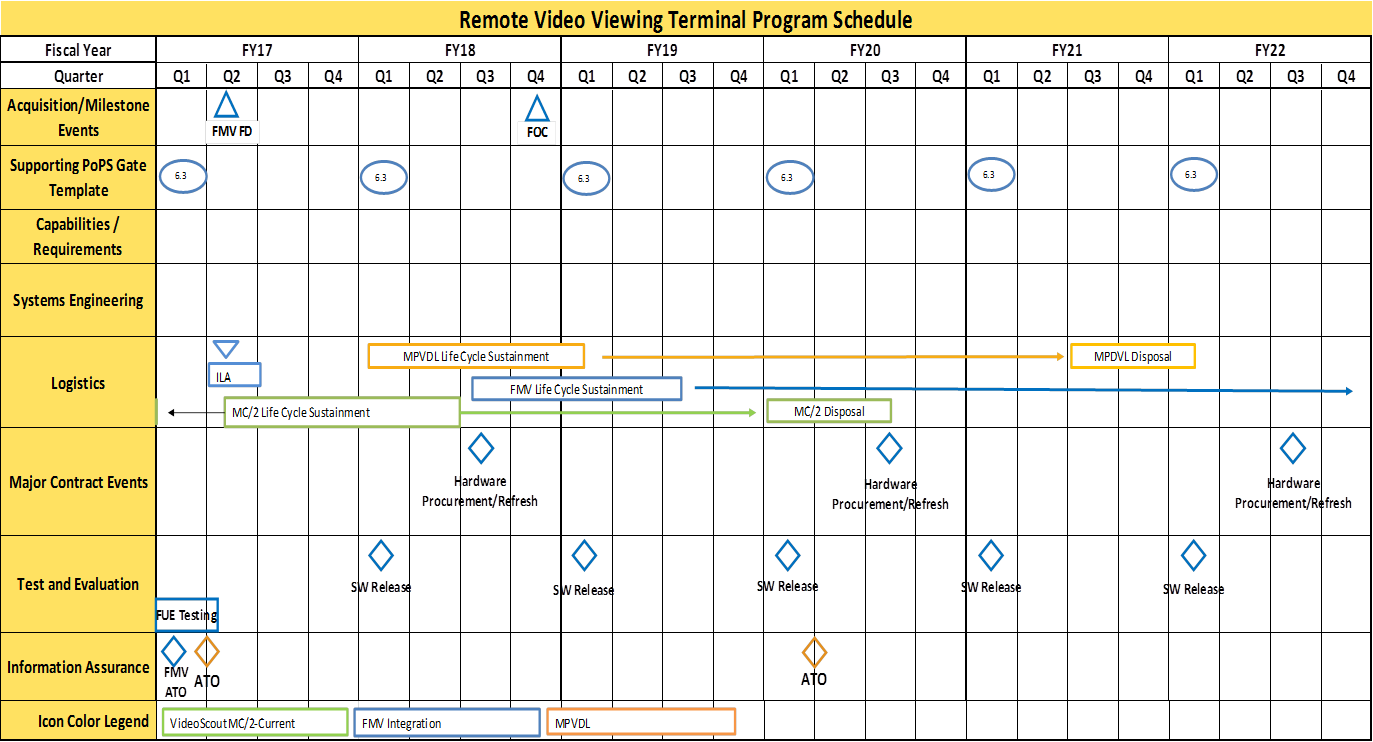 Remote Video Viewing Terminal Program Schedule
Fiscal Year FY17 FY18 FY19 FY20 FY21 FY22
Quarter Q1 Q2 Q3 Q4 Q1 Q2 Q3 Q4 Q1 Q2 Q3 Q4 Q1 Q2 Q3 Q4 Q1 Q2 Q3 Q4 Q1 Q2 Q3 Q4
Acquisition/Milestone
Events
FMV FD FOC
Supporting PoPS Gate
Template
6.3 6.3 6.3 6.3 6.3 6.3
Capabilities /
Requirements
Systems Engineering
Logistics
MPVDL Life Cycle Sustainment MPDVL Disposal
ILA
FMV Life Cycle Sustainment
MC/2 Life Cycle Sustainment MC/2 Disposal
Major Contract Events
Hardware
Procurement/Refresh
Hardware
Procurement/Refresh
Hardware
Procurement/Refresh
Test and Evaluation
SW Release SW Release SW Release SW Release SW Release
FUE Testing
Information Assurance
FMV
ATO
ATO
ATO
Icon Color Legend VideoScout MC/2-Current FMV Integration MPVDL